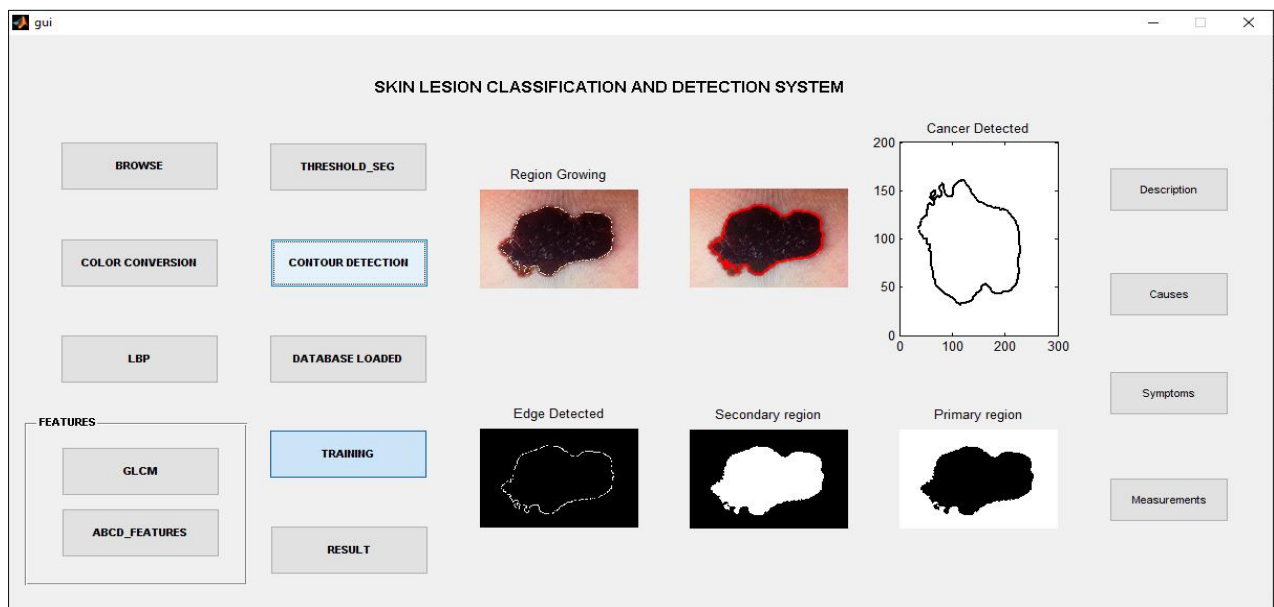 gui
SKIN LESION CLASSIFICATION AND DETECTION SYSTEM
BROWSE
COLOR CONVERSION
LBP
FEATURES
GLCM
ABCD_FEATURES
THRESHOLD_SEG
CONTOUR DETECTION
DATABASE LOADED
TRAINING
RESULT
Region Growing
Cancer Detected
200
150
100
50
0
0 100 200 300
Edge Detected
Secondary region
Primary region
Description
Causes
Symptoms
Measurements